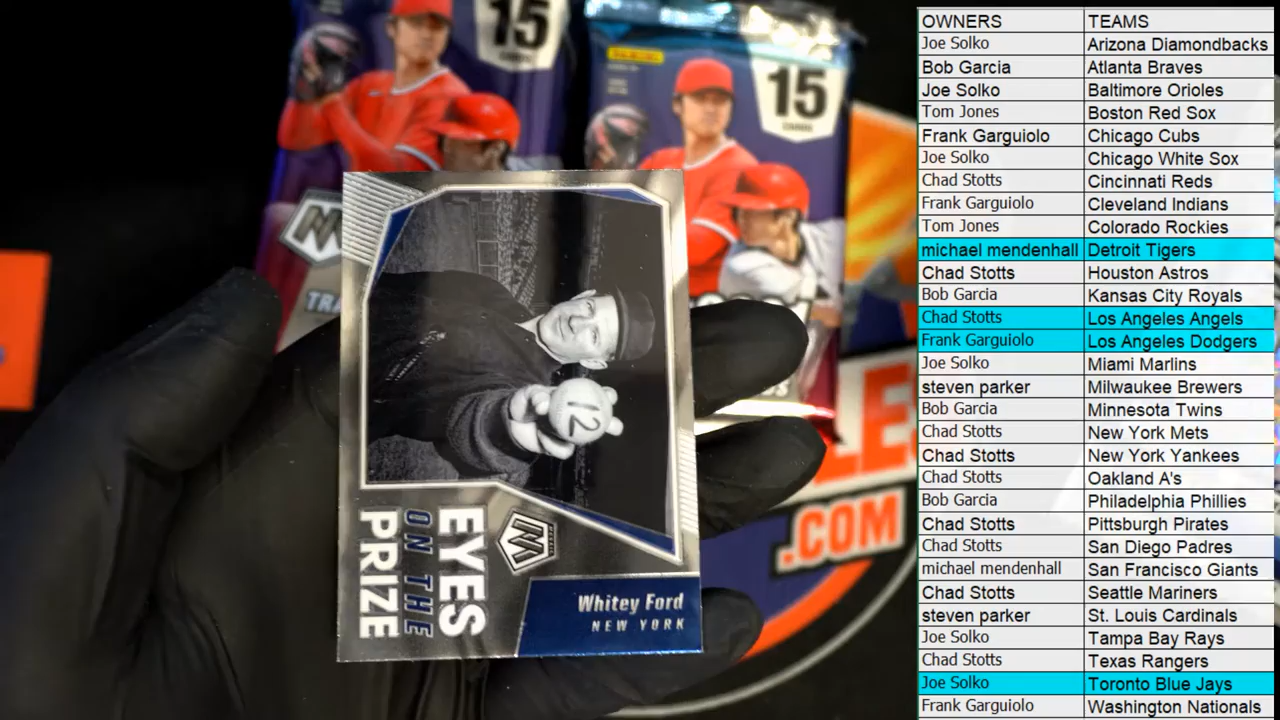 15
CARDS
PANINI
15
CARDS
TRA
12
EYES
ON THE
PRIZE
MOSAIC
Whitey Ford
NEW YORK
LE
.COM
OWNERS TEAMS
Joe Solko Arizona Diamondbacks
Bob Garcia Atlanta Braves
Joe Solko Baltimore Orioles
Tom Jones Boston Red Sox
Frank Garguiolo Chicago Cubs
Joe Solko Chicago White Sox
Chad Stotts Cincinnati Reds
Frank Garguiolo Cleveland Indians
Tom Jones Colorado Rockies
michael mendenhall Detroit Tigers
Chad Stotts Houston Astros
Bob Garcia Kansas City Royals
Chad Stotts Los Angeles Angels
Frank Garguiolo Los Angeles Dodgers
Joe Solko Miami Marlins
steven parker Milwaukee Brewers
Bob Garcia Minnesota Twins
Chad Stotts New York Mets
Chad Stotts New York Yankees
Chad Stotts Oakland A's
Bob Garcia Philadelphia Phillies
Chad Stotts Pittsburgh Pirates
Chad Stotts San Diego Padres
michael mendenhall San Francisco Giants
Chad Stotts Seattle Mariners
steven parker St. Louis Cardinals
Joe Solko Tampa Bay Rays
Chad Stotts Texas Rangers
Joe Solko Toronto Blue Jays
Frank Garguiolo Washington Nationals